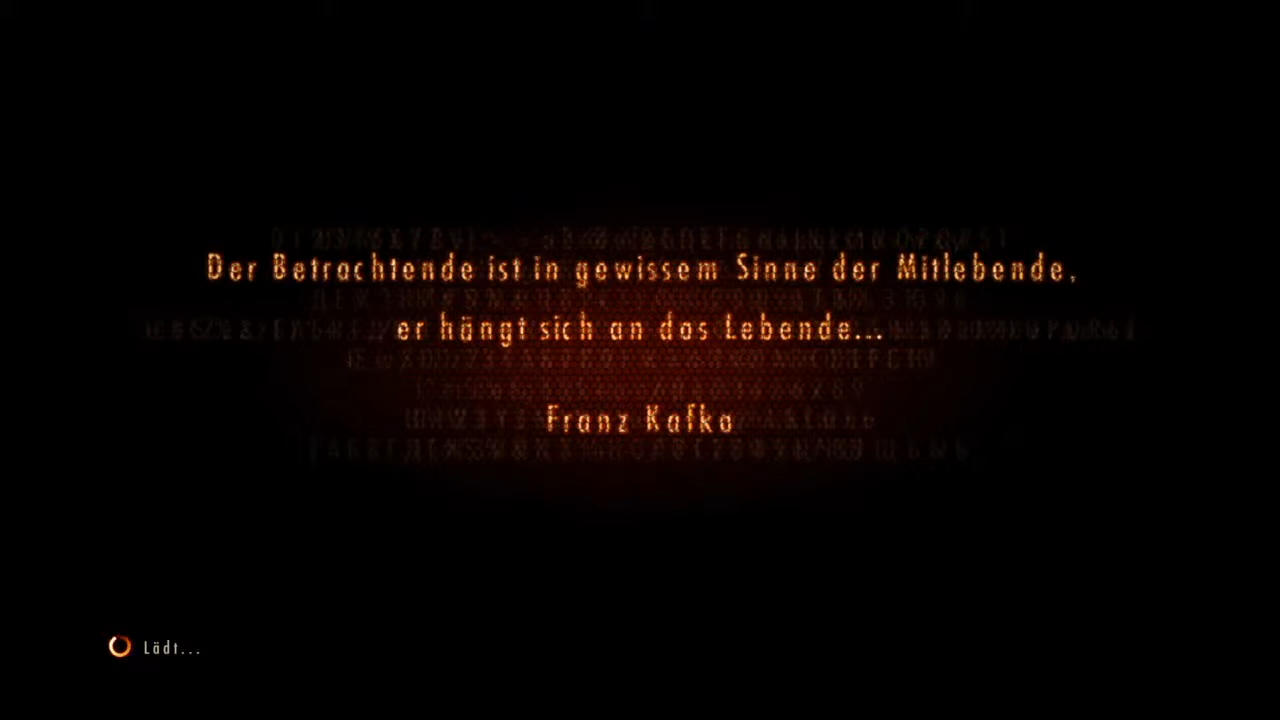 Der Betrachtende ist in gewissem Sinne der Mitlebende,
er hängt sich an das Lebende...
Franz Kafka
Lädt...